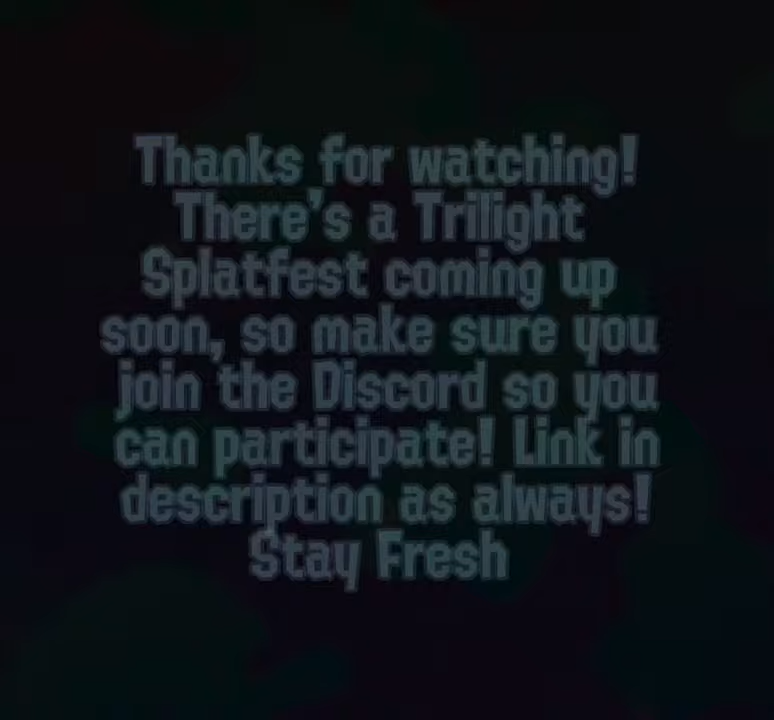 Thanks for watching!
There's a Trilight
Splatfest coming up
soon, so make sure you
join the Discord so you
can participate! Link in
description as always!
Stay Fresh